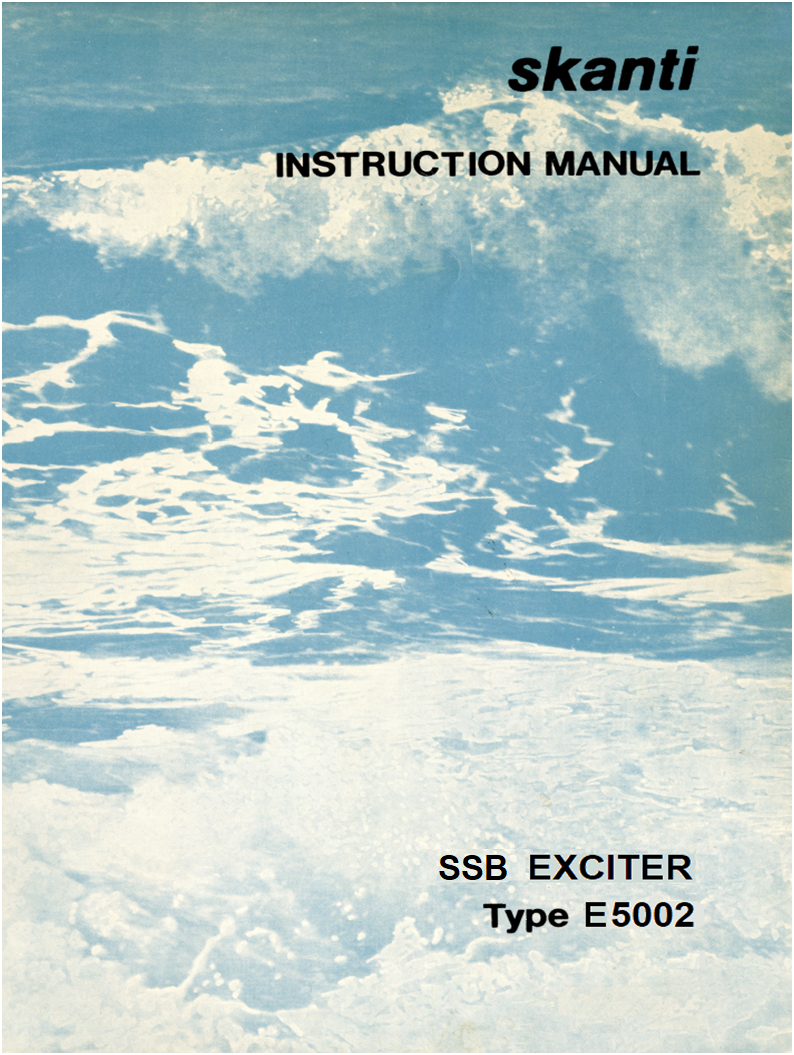 skanti
INSTRUCTION MANUAL
SSB EXCITER
Type E5002